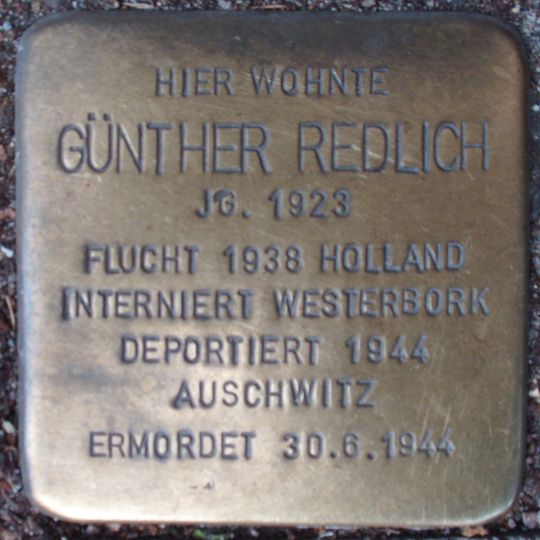 HIER WOHNTE
GÜNTHER REDLICH
JG. 1923
FLUCHT 1938 HOLLAND
INTERNIERT WESTERBORK
DEPORTIERT 1944
AUSCHWITZ
ERMORDET 30.6.1944